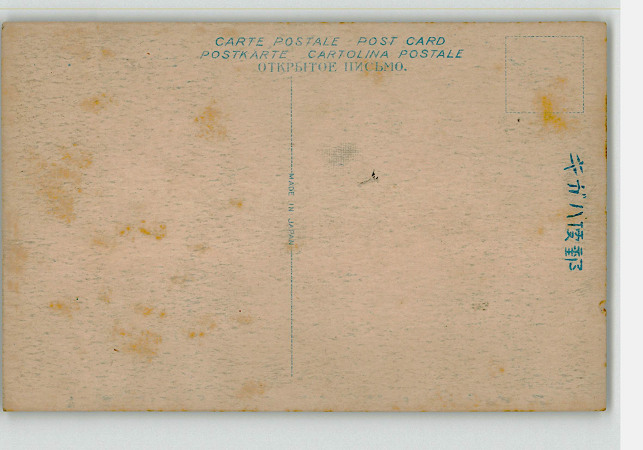 CARTE POSTALE - POST CARD
POSTKARTE - CARTOLINA POSTALE
ОТКРЫТОЕ ПИСЬМО.
MADE IN JAPAN
キガハ便郵